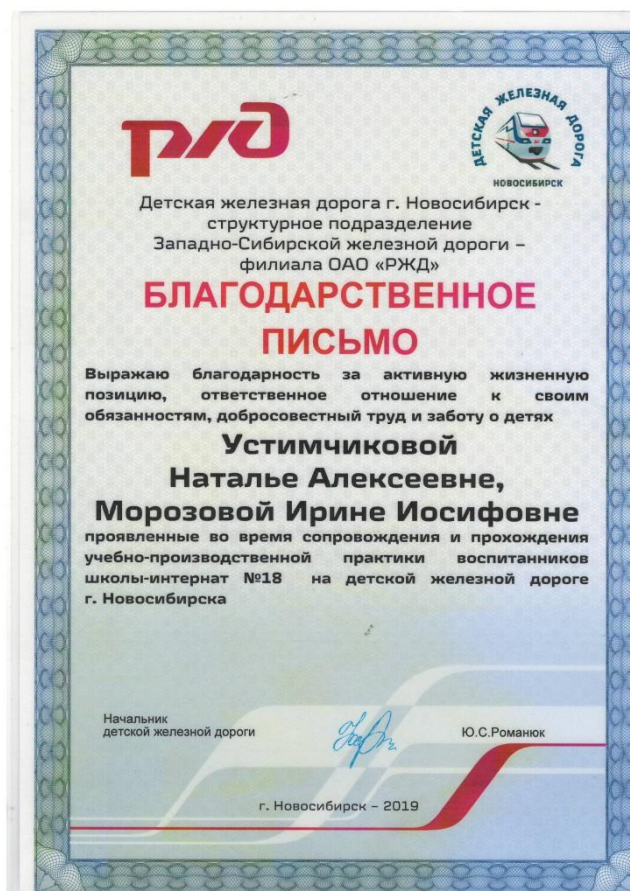 ржд
ДЕТСКАЯ ЖЕЛЕЗНАЯ ДОРОГА
НОВОСИБИРСК
Детская железная дорога г. Новосибирск -
структурное подразделение
Западно-Сибирской железной дороги –
филиала ОАО «РЖД»
БЛАГОДАРСТВЕННОЕ
ПИСЬМО
Выражаю благодарность за активную жизненную
позицию, ответственное отношение к своим
обязанностям, добросовестный труд и заботу о детях
Устимчиковой
Наталье Алексеевне,
Морозовой Ирине Иосифовне
проявленные во время сопровождения и прохождения
учебно-производственной практики воспитанников
школы-интернат №18 на детской железной дороге
г. Новосибирска
Начальник
детской железной дороги
Ю.С.Романюк
г. Новосибирск – 2019